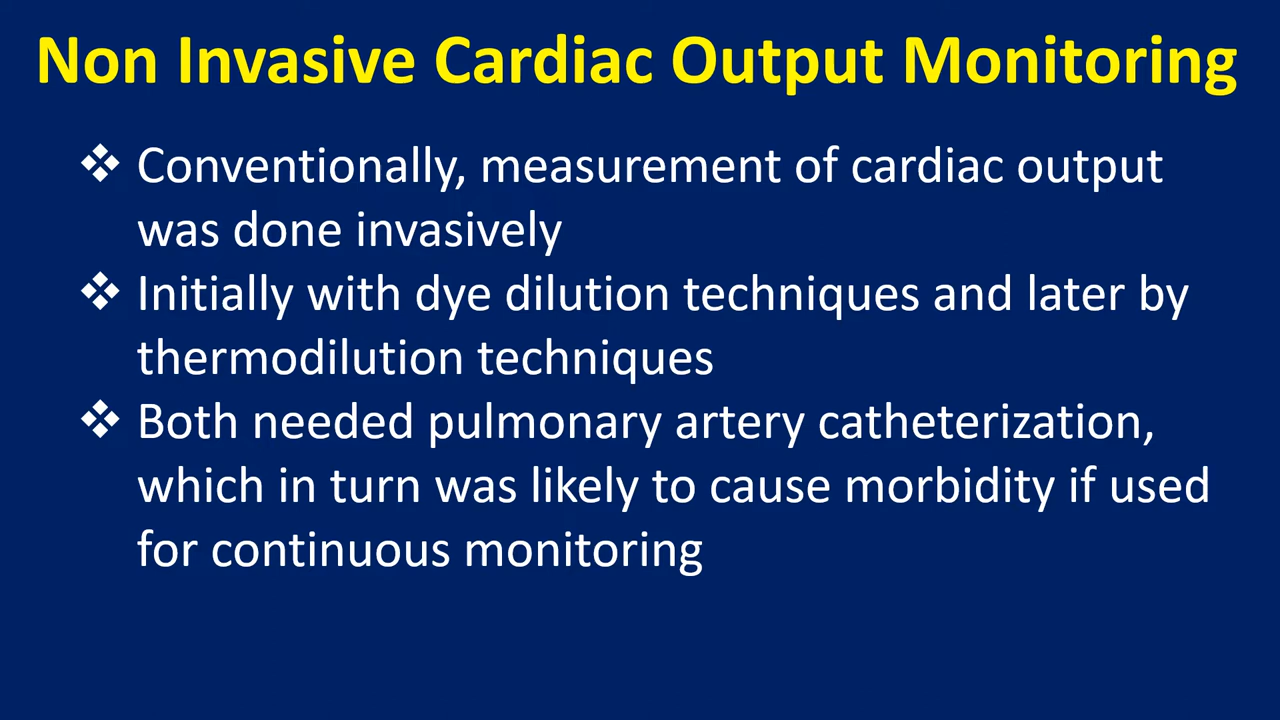 Non Invasive Cardiac Output Monitoring
❖ Conventionally, measurement of cardiac output
was done invasively
❖ Initially with dye dilution techniques and later by
thermodilution techniques
❖ Both needed pulmonary artery catheterization,
which in turn was likely to cause morbidity if used
for continuous monitoring